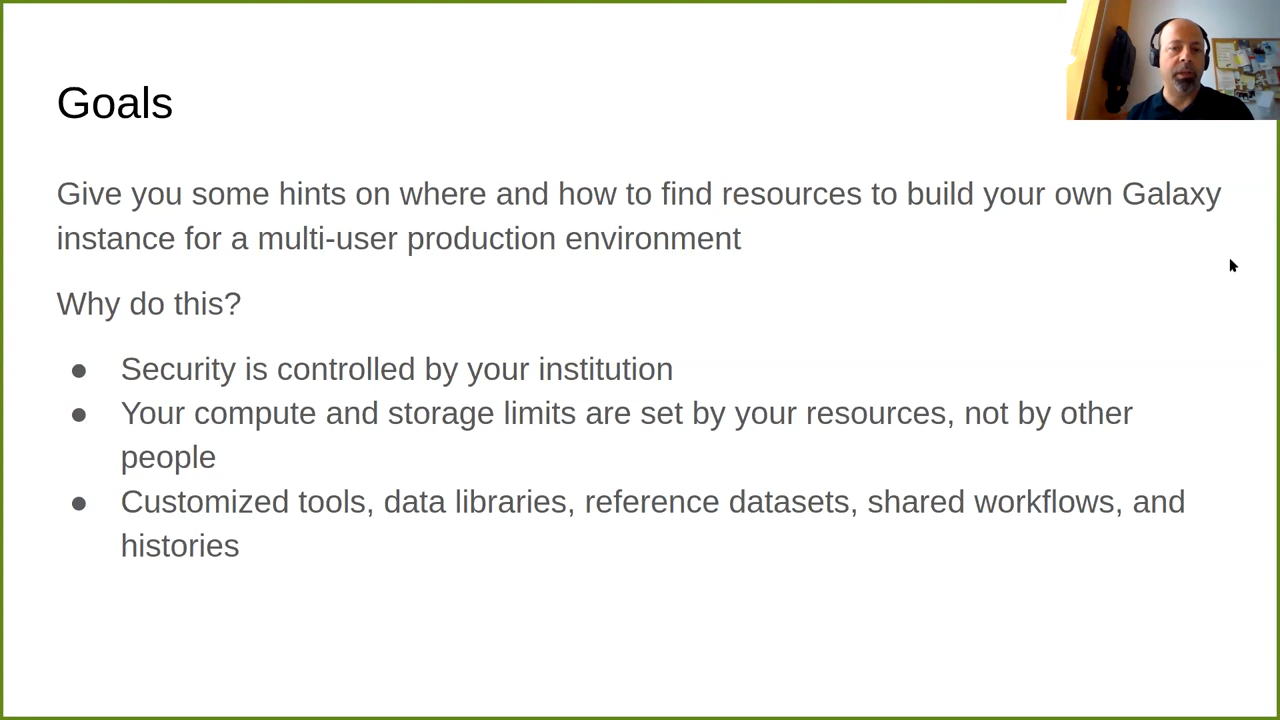 Goals
Give you some hints on where and how to find resources to build your own Galaxy
instance for a multi-user production environment
Why do this?
● Security is controlled by your institution
● Your compute and storage limits are set by your resources, not by other
people
● Customized tools, data libraries, reference datasets, shared workflows, and
histories